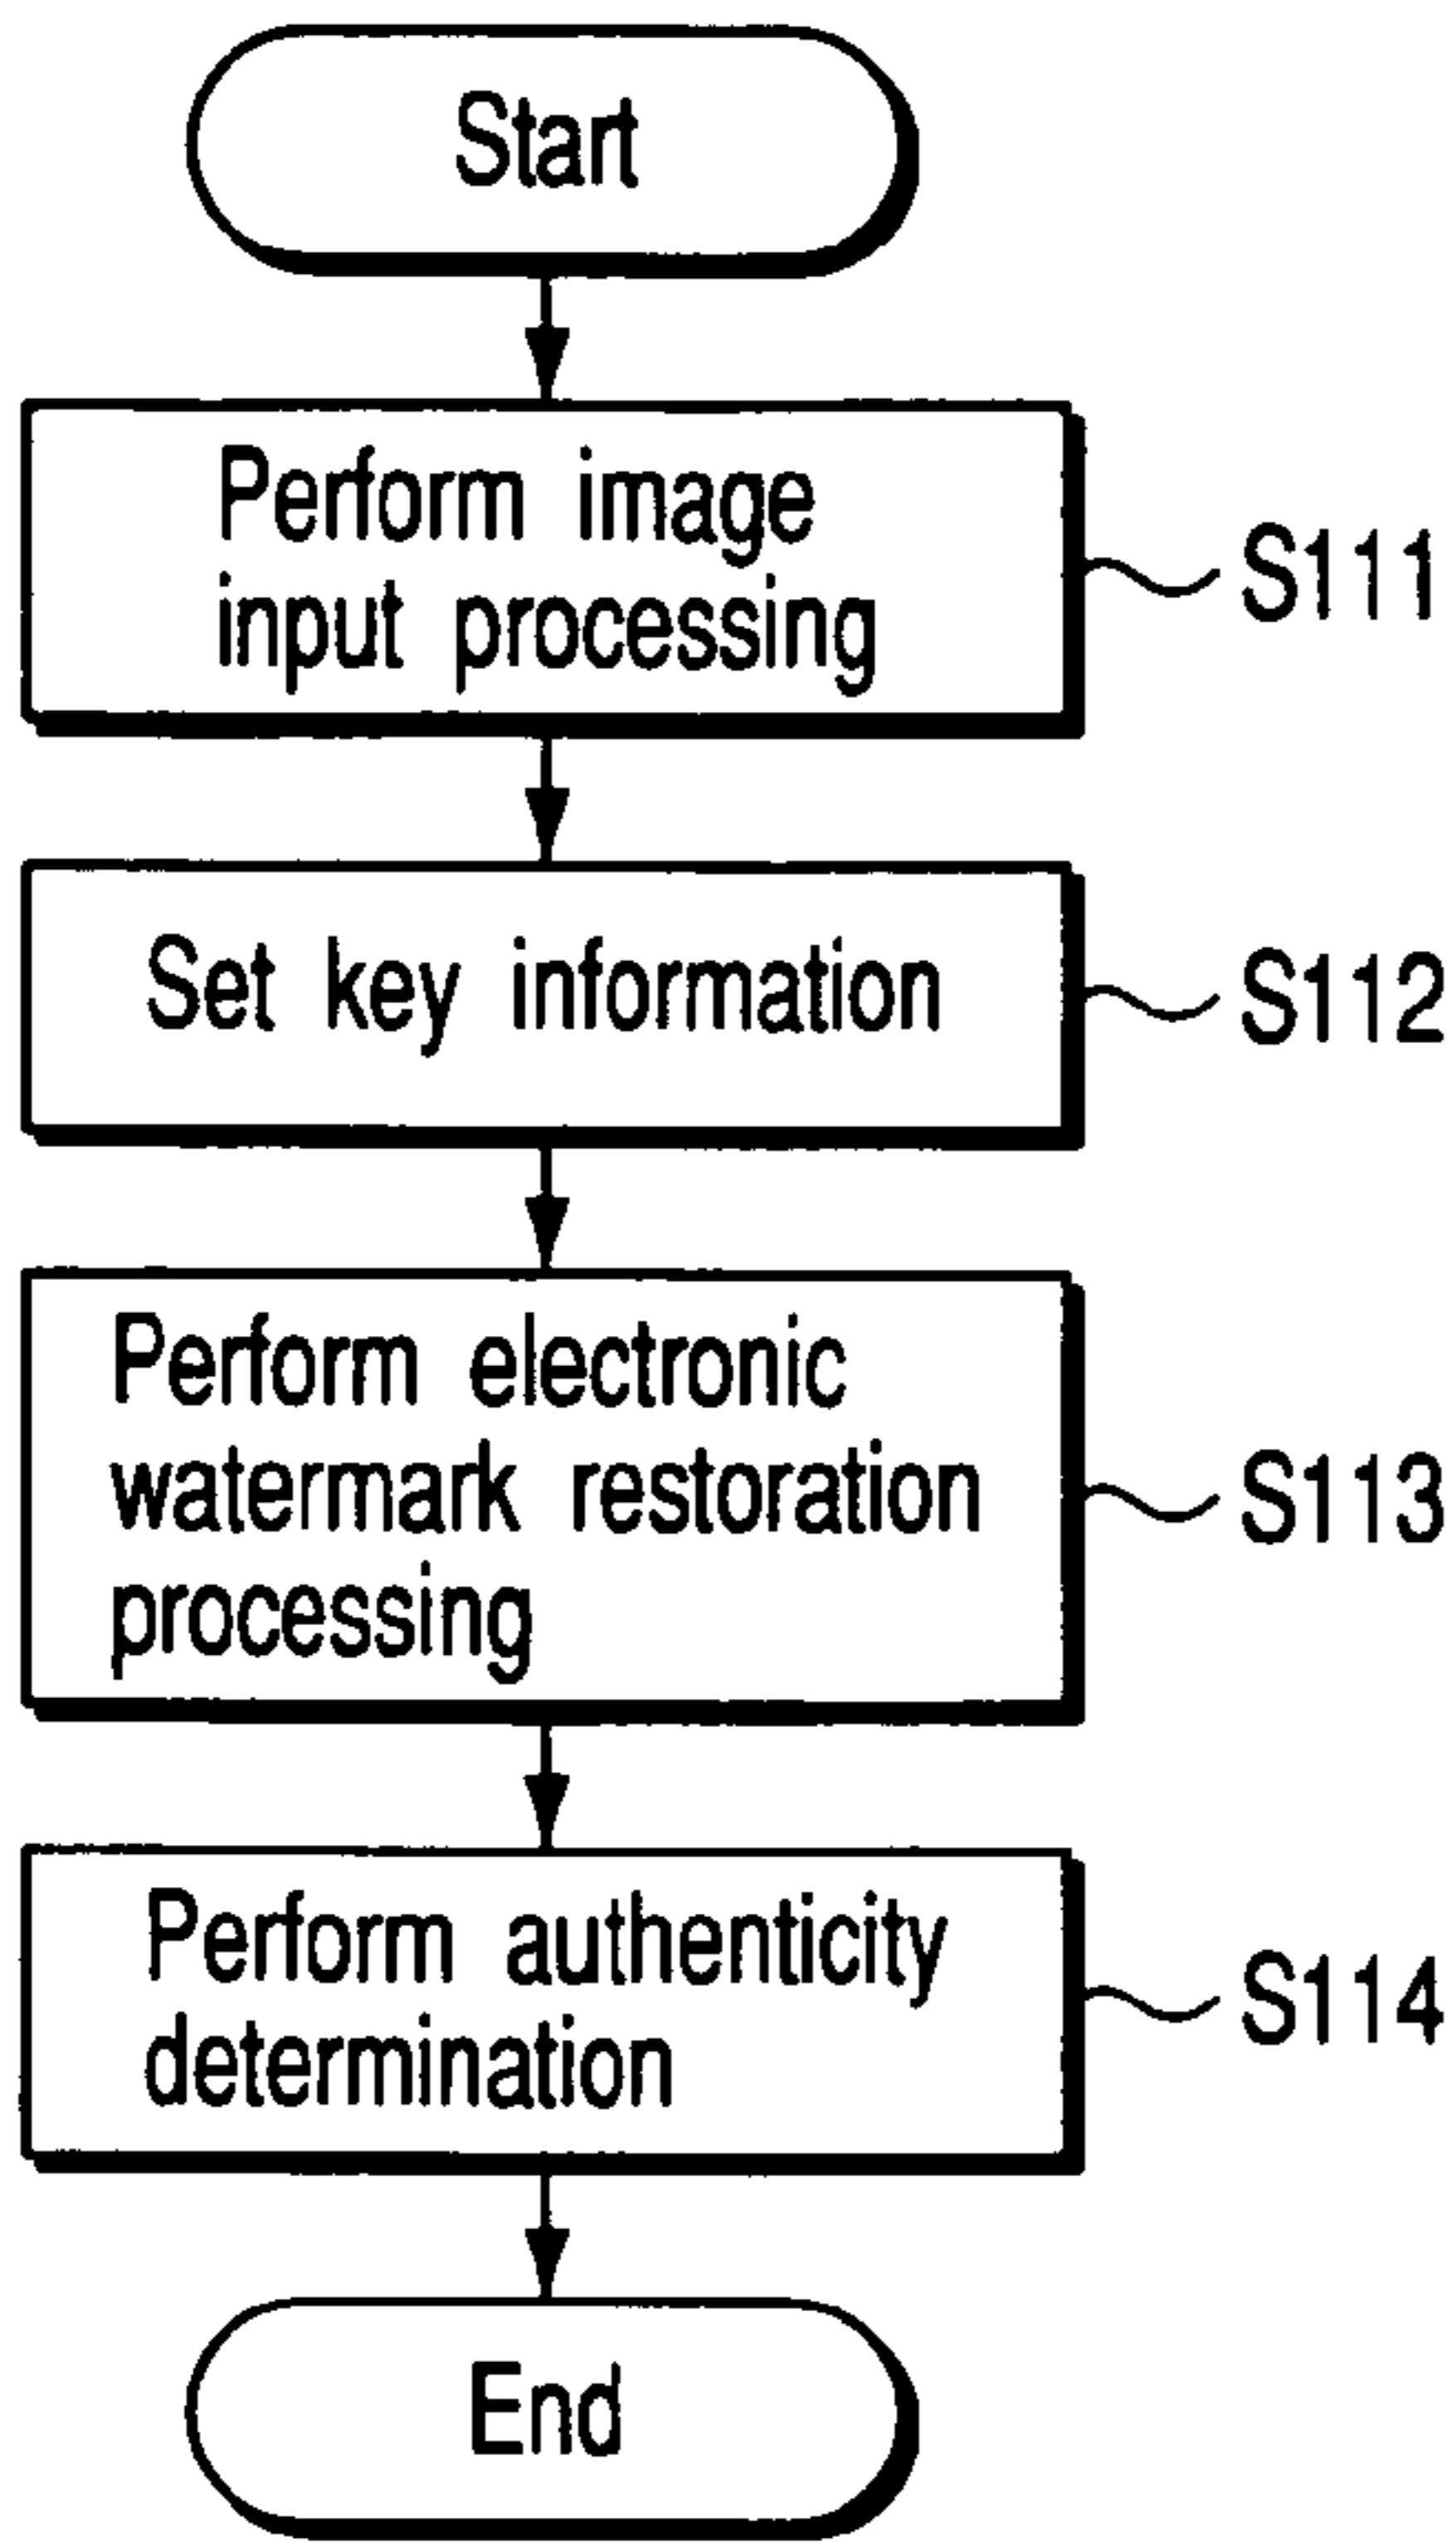 Start
Perform image
input processing
S111
Set key information
S112
Perform electronic
watermark restoration
processing
S113
Perform authenticity
determination
S114
End